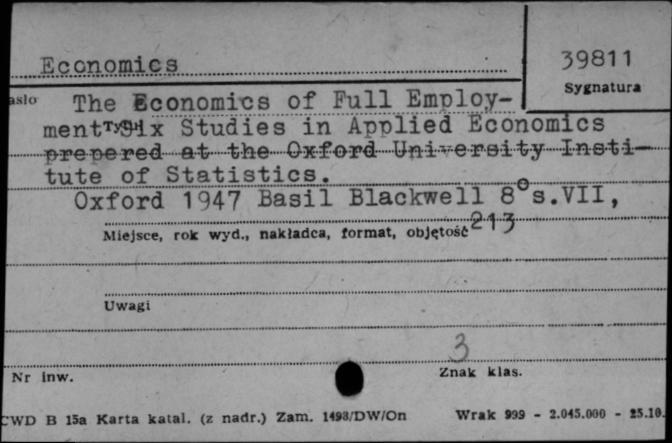 Economics
39811
Sygnatura
asło
The Economics of Full Employ-
ment Six Studies in Applied Economics
prepered at the Oxford University Insti-
tute of Statistics.
Oxford 1947 Basil Blackwell 8° s.VII,
213
Miejsce, rok wyd., nakładca, format, objętość
Uwagi
3
Nr inw.
Znak klas.
CWD B 15a Karta katal. (z nadr.) Zam. 1493/DW/On Wrak 999 - 2.045.000 - 25.10.